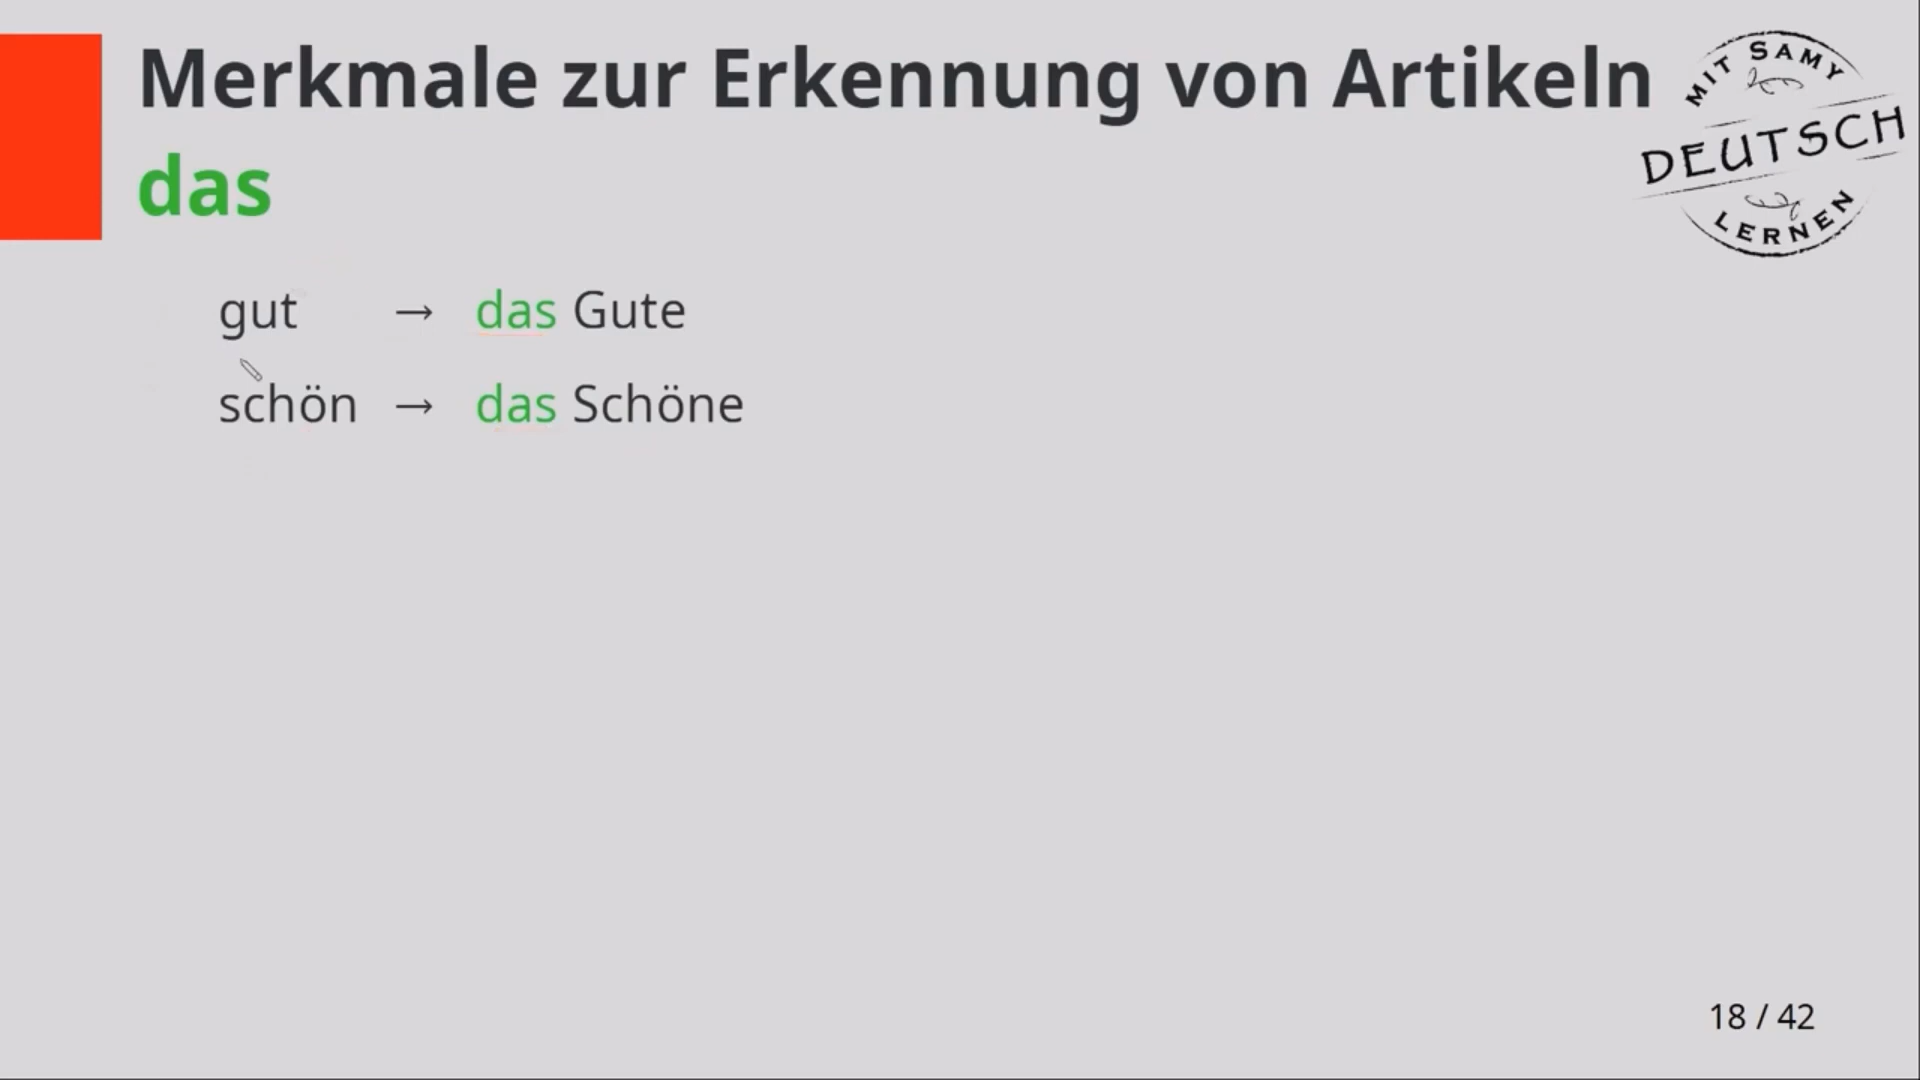 Merkmale zur Erkennung von Artikeln
das
MIT SAMY
DEUTSCH
LERNEN
gut → das Gute
schön → das Schöne
18 / 42